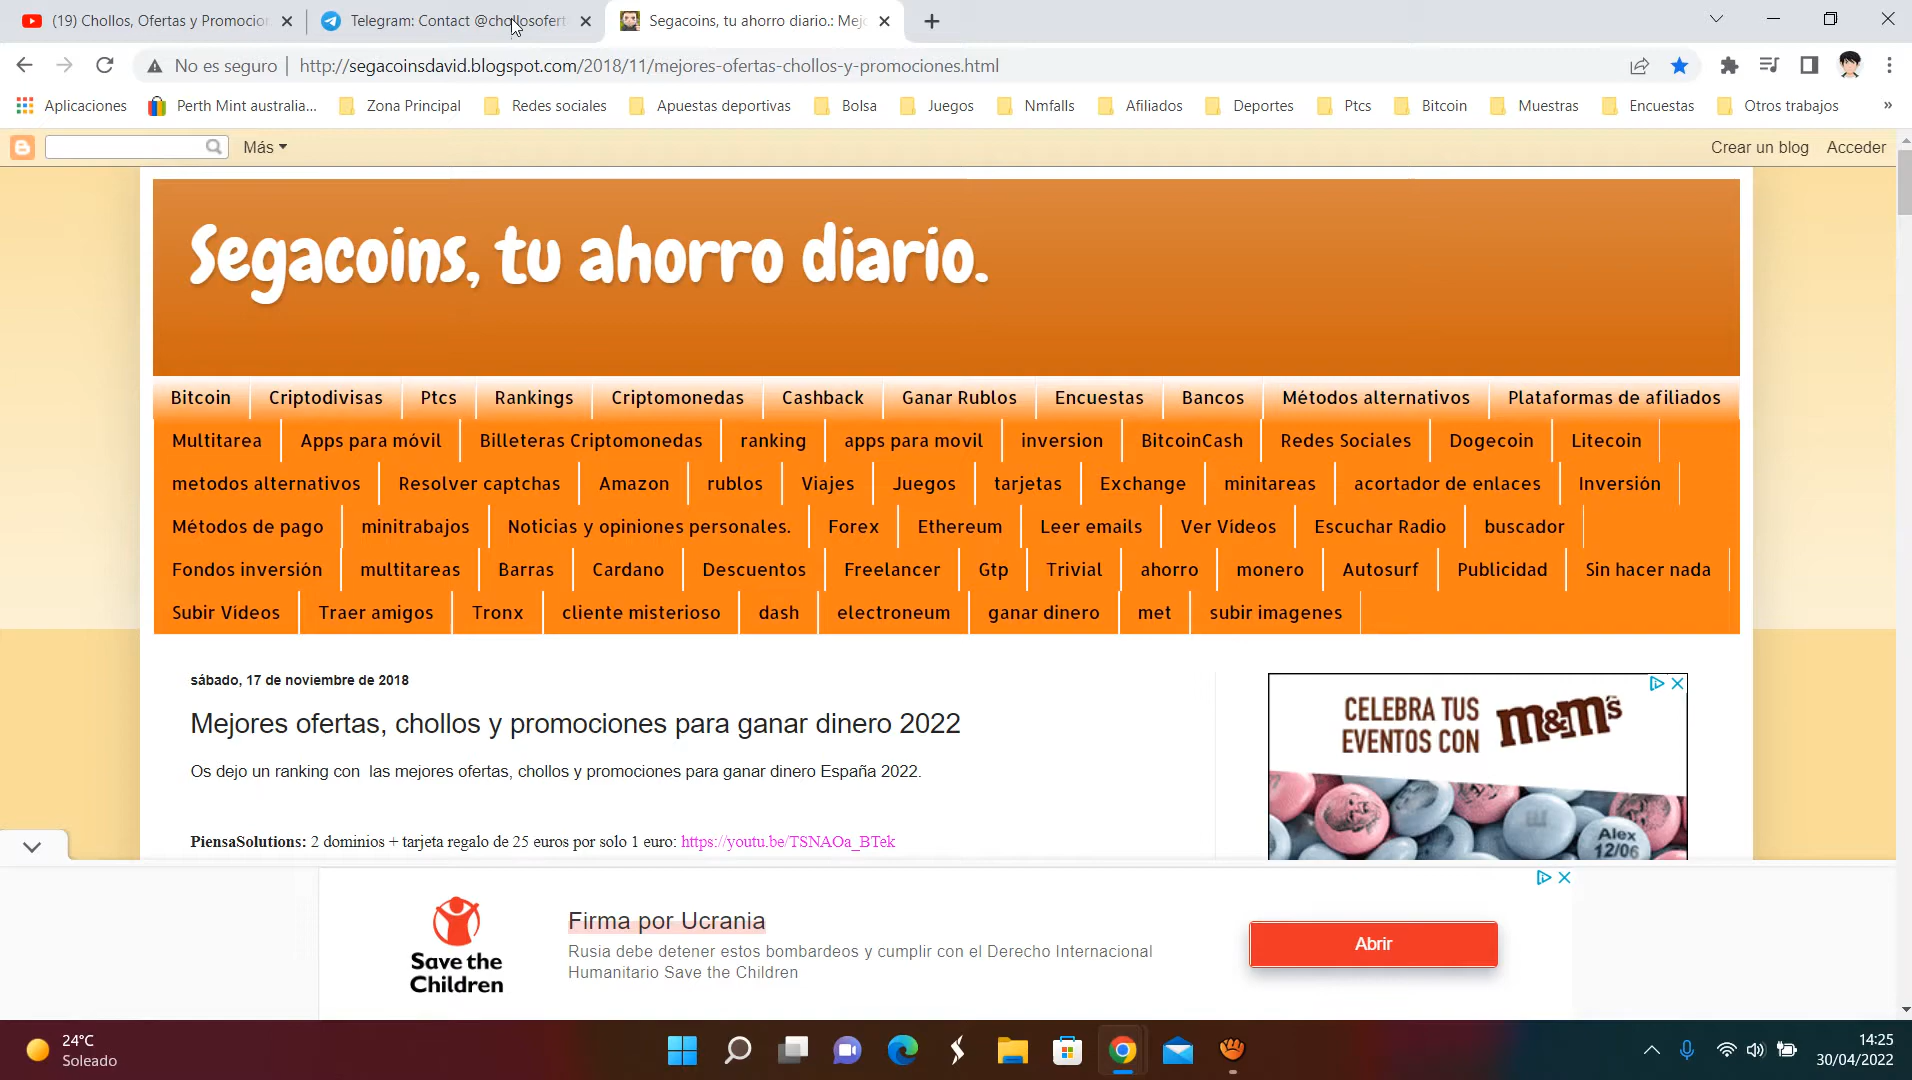 (19) Chollos, Ofertas y Promocion
Telegram: Contact @chollosofert
Segacoins, tu ahorro diario.: Mej
No es seguro
http://segacoinsdavid.blogspot.com/2018/11/mejores-ofertas-chollos-y-promociones.html
Aplicaciones
Perth Mint australia...
Zona Principal
Redes sociales
Apuestas deportivas
Bolsa
Juegos
Nmfalls
Afiliados
Deportes
Ptcs
Bitcoin
Muestras
Encuestas
Otros trabajos
»
Más
Crear un blog
Acceder
Segacoins, tu ahorro diario.
Bitcoin
Criptodivisas
Ptcs
Rankings
Criptomonedas
Cashback
Ganar Rublos
Encuestas
Bancos
Métodos alternativos
Plataformas de afiliados
Multitarea
Apps para móvil
Billeteras Criptomonedas
ranking
apps para movil
inversion
BitcoinCash
Redes Sociales
Dogecoin
Litecoin
metodos alternativos
Resolver captchas
Amazon
rublos
Viajes
Juegos
tarjetas
Exchange
minitareas
acortador de enlaces
Inversión
Métodos de pago
minitrabajos
Noticias y opiniones personales.
Forex
Ethereum
Leer emails
Ver Vídeos
Escuchar Radio
buscador
Fondos inversión
multitareas
Barras
Cardano
Descuentos
Freelancer
Gtp
Trivial
ahorro
monero
Autosurf
Publicidad
Sin hacer nada
Subir Vídeos
Traer amigos
Tronx
cliente misterioso
dash
electroneum
ganar dinero
met
subir imagenes
sábado, 17 de noviembre de 2018
Mejores ofertas, chollos y promociones para ganar dinero 2022
Os dejo un ranking con las mejores ofertas, chollos y promociones para ganar dinero España 2022.
PiensaSolutions: 2 dominios + tarjeta regalo de 25 euros por solo 1 euro: https://youtu.be/TSNAOa_BTek
CELEBRA TUS
EVENTOS CON
m&m's
Alex
12/06
Save the
Children
Firma por Ucrania
Rusia debe detener estos bombardeos y cumplir con el Derecho Internacional
Humanitario Save the Children
Abrir
24°C
Soleado
14:25
30/04/2022